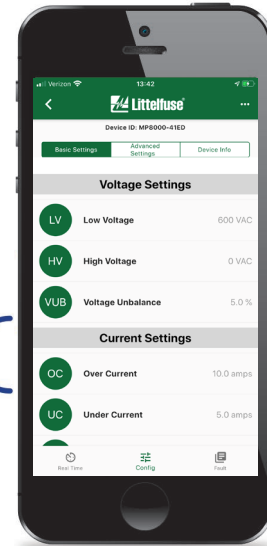 Verizon
13:42
Littelfuse
Device ID: MP8000-41ED
Basic Settings
Advanced
Settings
Device Info
Voltage Settings
LV Low Voltage 600 VAC
HV High Voltage 0 VAC
VUB Voltage Unbalance 5.0 %
Current Settings
OC Over Current 10.0 amps
UC Under Current 5.0 amps
Real Time
Config
Fault